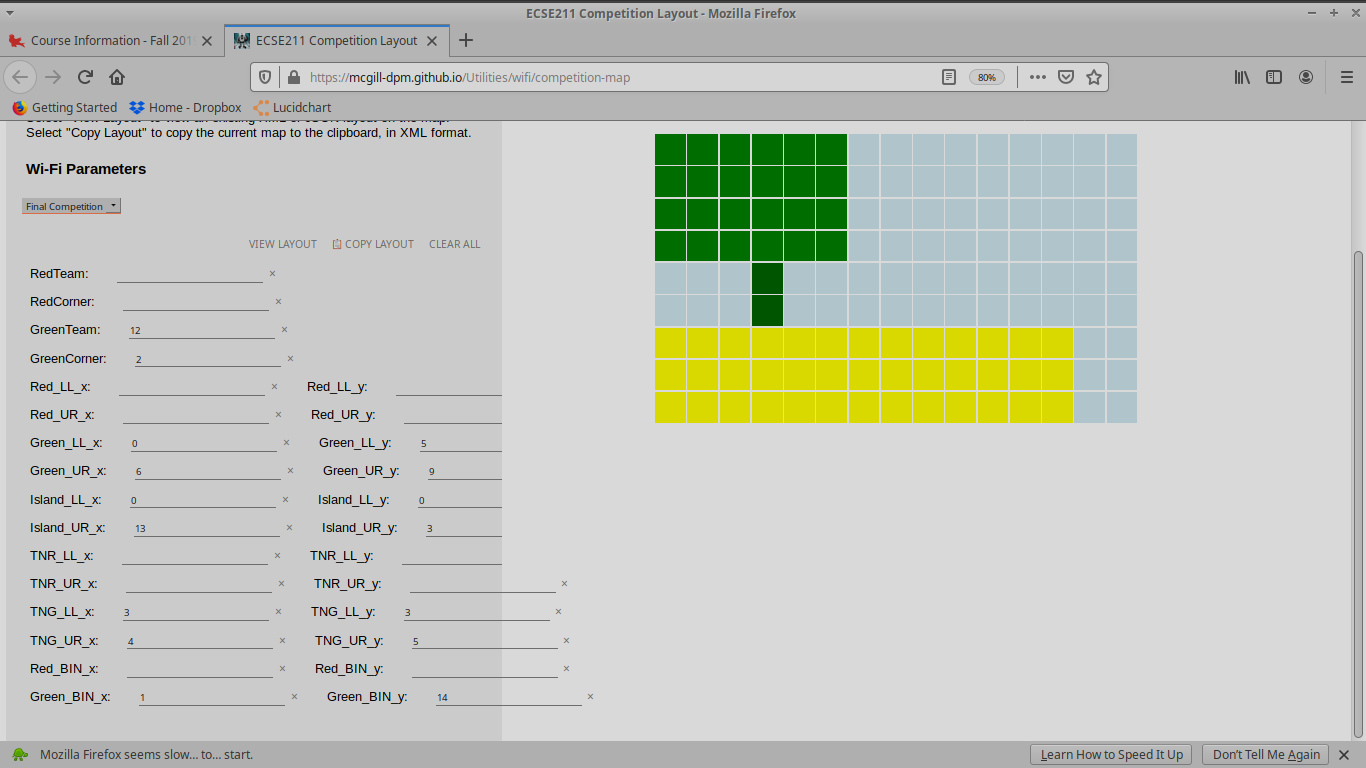 ECSE211 Competition Layout - Mozilla Firefox
Course Information - Fall 201
ECSE211 Competition Layout
https://mcgill-dpm.github.io/Utilities/wifi/competition-map
80%
Getting Started
Home - Dropbox
Lucidchart
Select "View Layout" to view an existing XML or JSON layout on the map.
Select "Copy Layout" to copy the current map to the clipboard, in XML format.
Wi-Fi Parameters
Final Competition
VIEW LAYOUT COPY LAYOUT CLEAR ALL
RedTeam: ×
RedCorner: ×
GreenTeam: 12 ×
GreenCorner: 2 ×
Red_LL_x: × Red_LL_y:
Red_UR_x: × Red_UR_y:
Green_LL_x: 0 × Green_LL_y: 5
Green_UR_x: 6 × Green_UR_y: 9
Island_LL_x: 0 × Island_LL_y: 0
Island_UR_x: 13 × Island_UR_y: 3
TNR_LL_x: × TNR_LL_y:
TNR_UR_x: × TNR_UR_y: ×
TNG_LL_x: 3 × TNG_LL_y: 3 ×
TNG_UR_x: 4 × TNG_UR_y: 5 ×
Red_BIN_x: × Red_BIN_y: ×
Green_BIN_x: 1 × Green_BIN_y: 14 ×
Mozilla Firefox seems slow... to... start.
Learn How to Speed It Up
Don't Tell Me Again